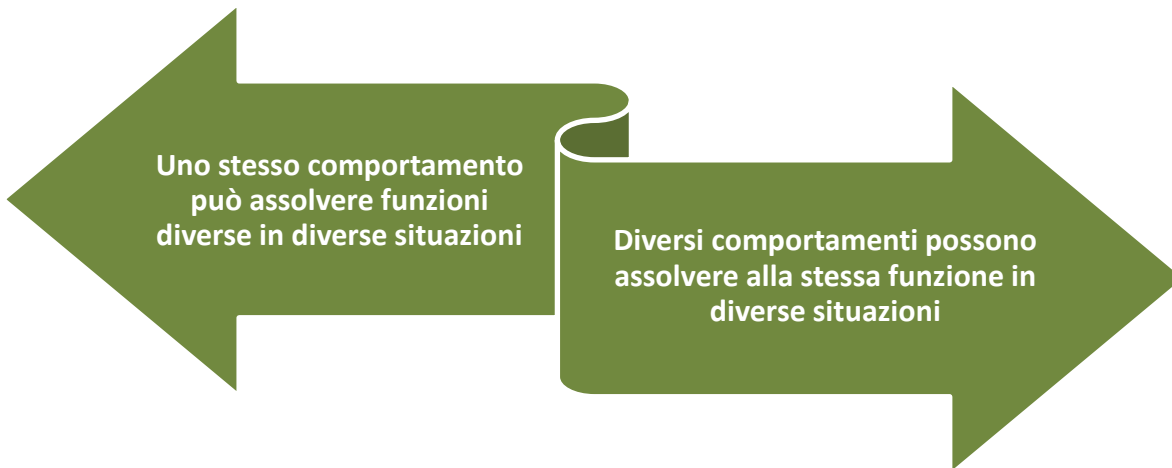 Uno stesso comportamento
può assolvere funzioni
diverse in diverse situazioni
Diversi comportamenti possono
assolvere alla stessa funzione in
diverse situazioni